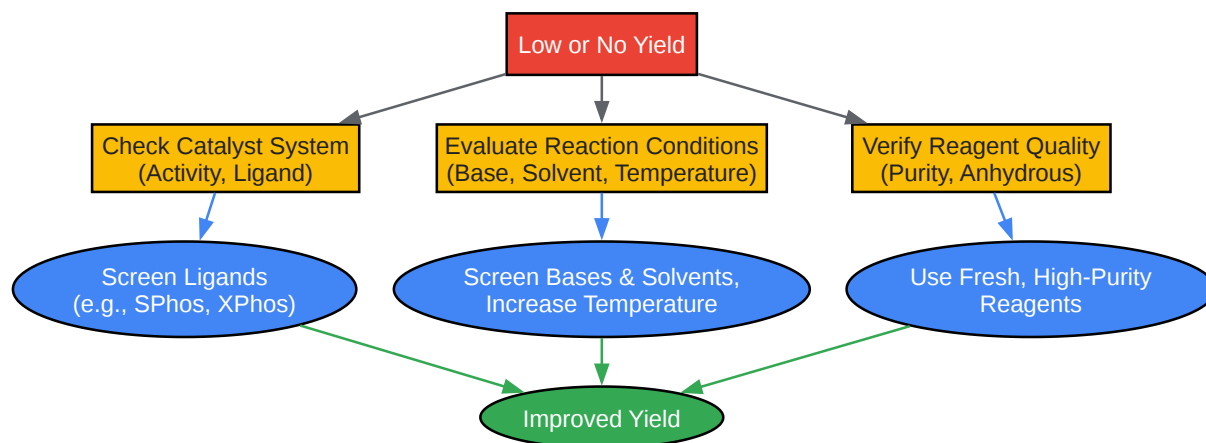 Low or No Yield
Check Catalyst System
(Activity, Ligand)
Evaluate Reaction Conditions
(Base, Solvent, Temperature)
Verify Reagent Quality
(Purity, Anhydrous)
Screen Ligands
(e.g., SPhos, XPhos)
Screen Bases & Solvents,
Increase Temperature
Use Fresh, High-Purity
Reagents
Improved Yield